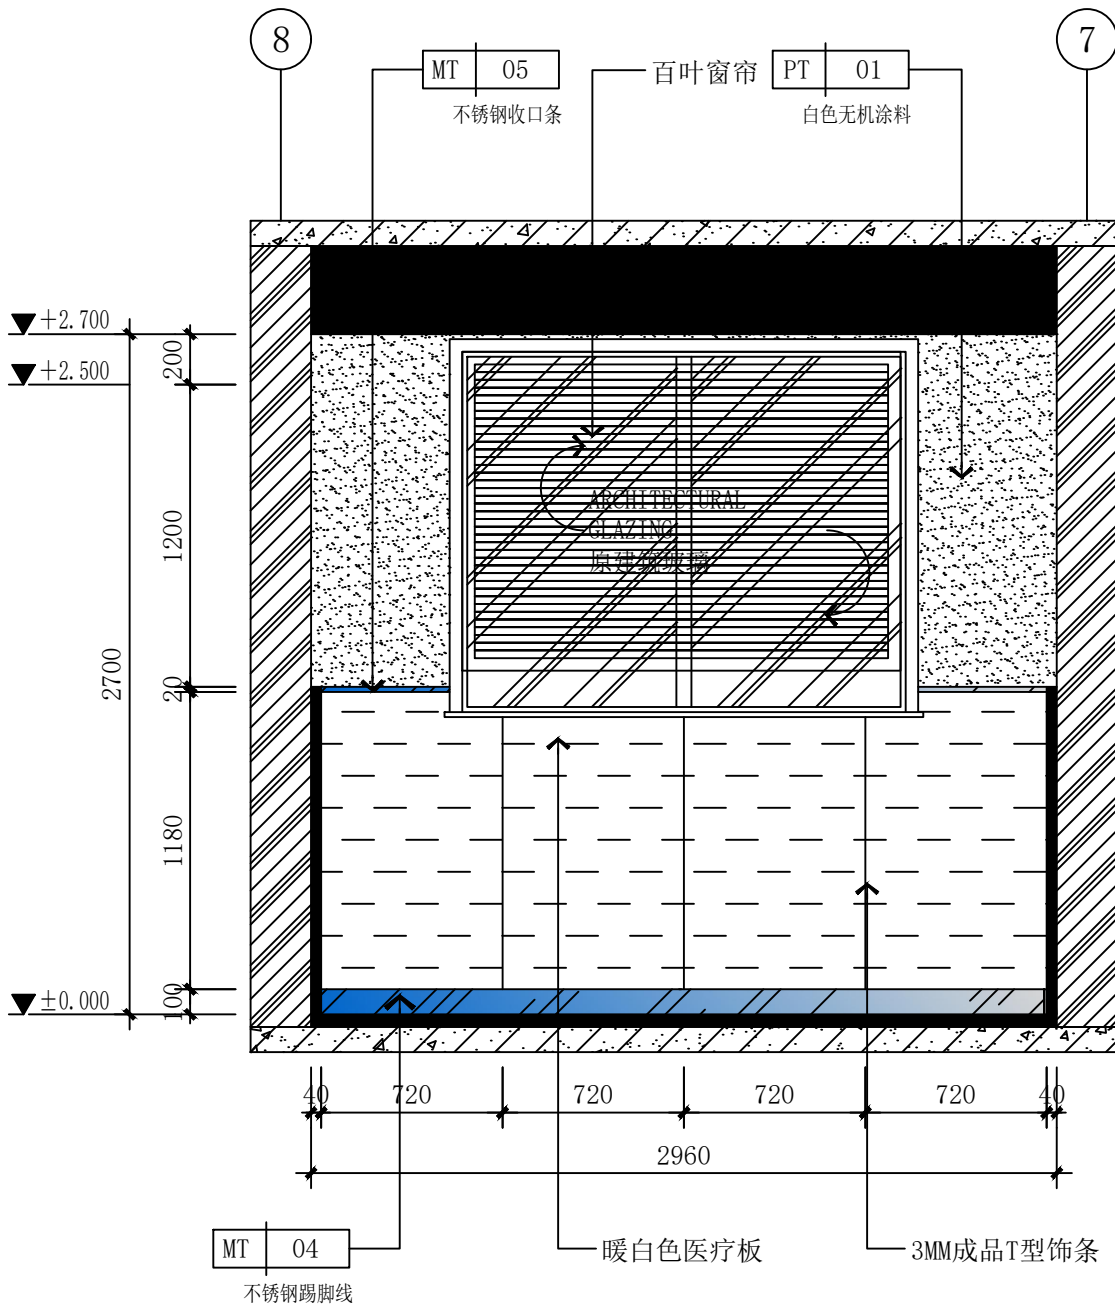 8
7
MT 05
不锈钢收口条
百叶窗帘
PT 01
白色无机涂料
+2.700
+2.500
200
1200
20
2700
1180
100
±0.000
ARCHITECTURAL
GLAZING
原建筑玻璃
40
720
720
720
720
40
2960
MT 04
不锈钢踢脚线
暖白色医疗板
3MM成品T型饰条